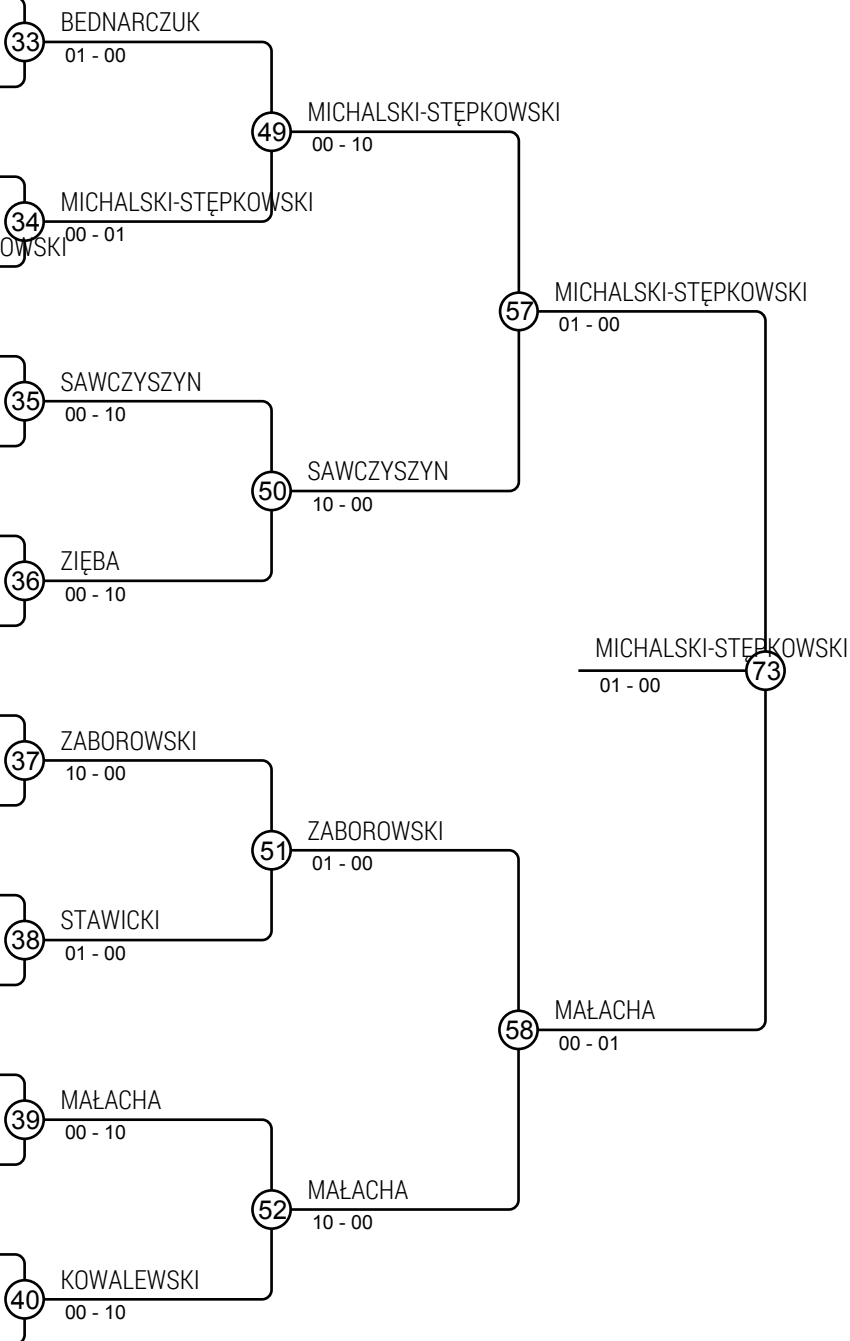 33
BEDNARCZUK
01 - 00
49
MICHALSKI-STĘPKOWSKI
00 - 10
34
MICHALSKI-STĘPKOWSKI
00 - 01
OWSKI
57
MICHALSKI-STĘPKOWSKI
01 - 00
35
SAWCZYSZYN
00 - 10
50
SAWCZYSZYN
10 - 00
36
ZIĘBA
00 - 10
MICHALSKI-STĘPKOWSKI
73
01 - 00
37
ZABOROWSKI
10 - 00
51
ZABOROWSKI
01 - 00
38
STAWICKI
01 - 00
58
MAŁACHA
00 - 01
39
MAŁACHA
00 - 10
52
MAŁACHA
10 - 00
40
KOWALEWSKI
00 - 10